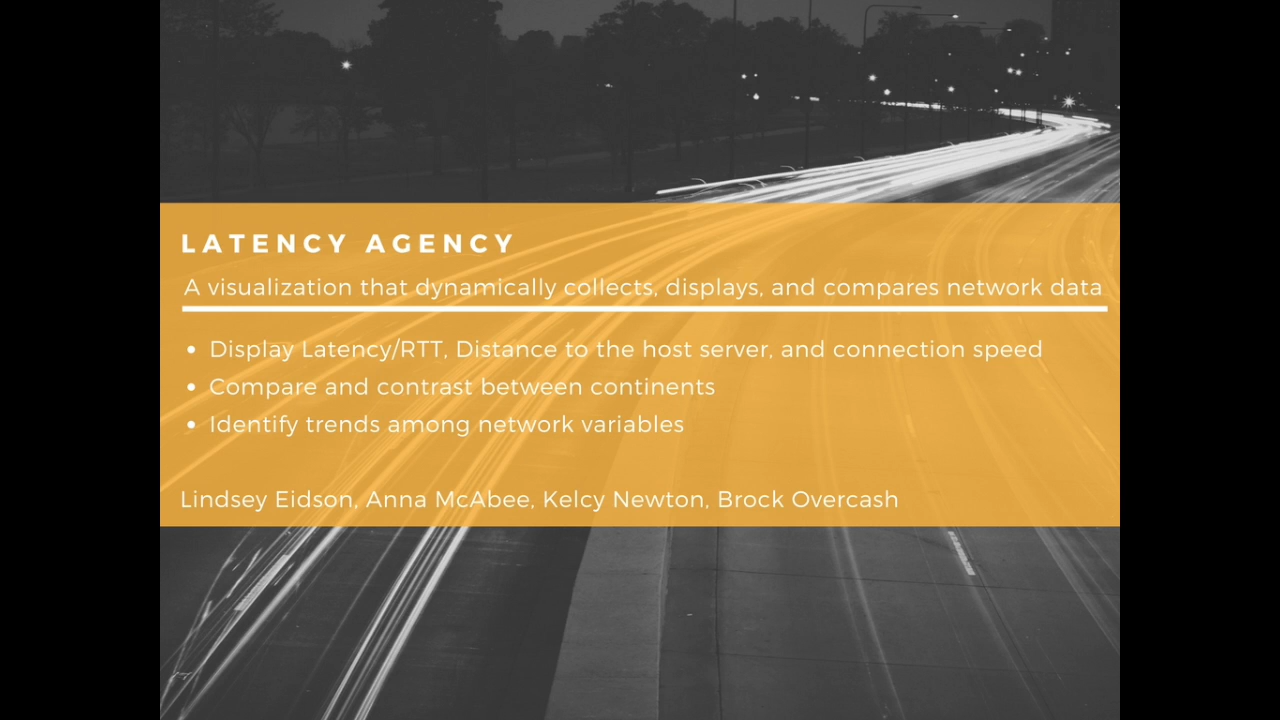 LATENCY AGENCY
A visualization that dynamically collects, displays, and compares network data
• Display Latency/RTT, Distance to the host server, and connection speed
• Compare and contrast between continents
• Identify trends among network variables
Lindsey Eidson, Anna McAbee, Kelcy Newton, Brock Overcash